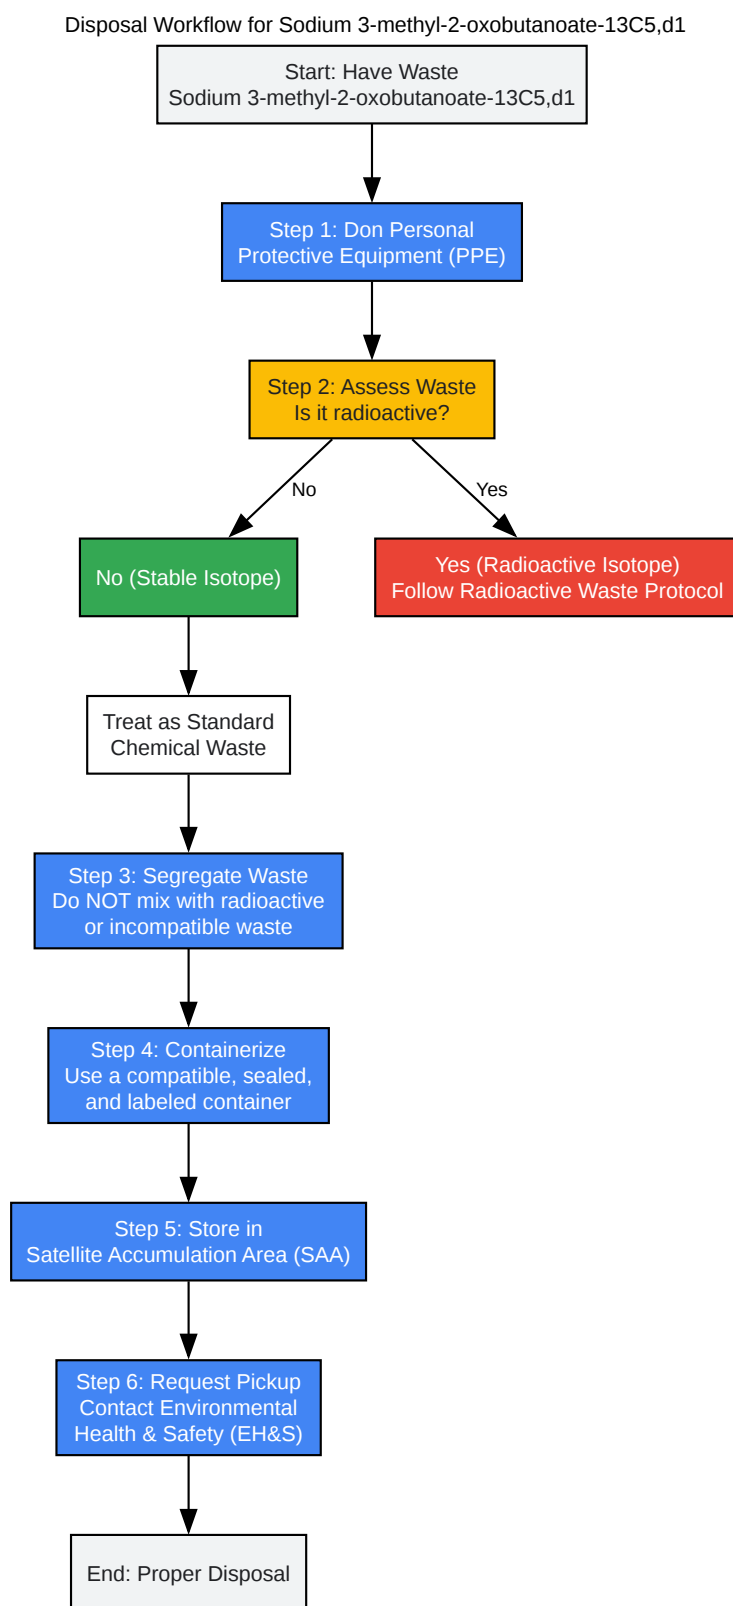 Disposal Workflow for Sodium 3-methyl-2-oxobutanoate-13C5,d1
Start: Have Waste
Sodium 3-methyl-2-oxobutanoate-13C5,d1
Step 1: Don Personal
Protective Equipment (PPE)
Step 2: Assess Waste
Is it radioactive?
No
Yes
No (Stable Isotope)
Yes (Radioactive Isotope)
Follow Radioactive Waste Protocol
Treat as Standard
Chemical Waste
Step 3: Segregate Waste
Do NOT mix with radioactive
or incompatible waste
Step 4: Containerize
Use a compatible, sealed,
and labeled container
Step 5: Store in
Satellite Accumulation Area (SAA)
Step 6: Request Pickup
Contact Environmental
Health & Safety (EH&S)
End: Proper Disposal